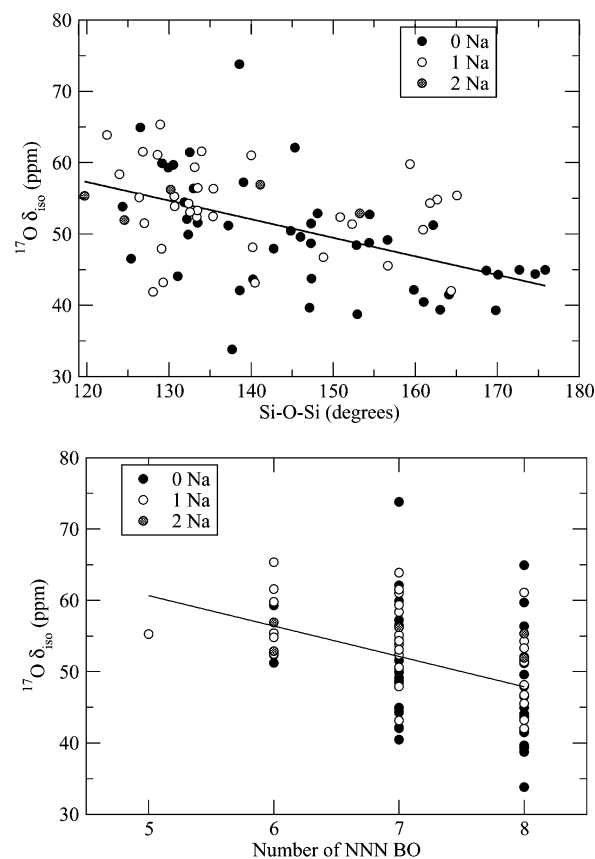 80
70
60
50
40
30
17O δiso (ppm)
0 Na
1 Na
2 Na
120 130 140 150 160 170 180
Si-O-Si (degrees)
80
70
60
50
40
30
17O δiso (ppm)
0 Na
1 Na
2 Na
5 6 7 8
Number of NNN BO